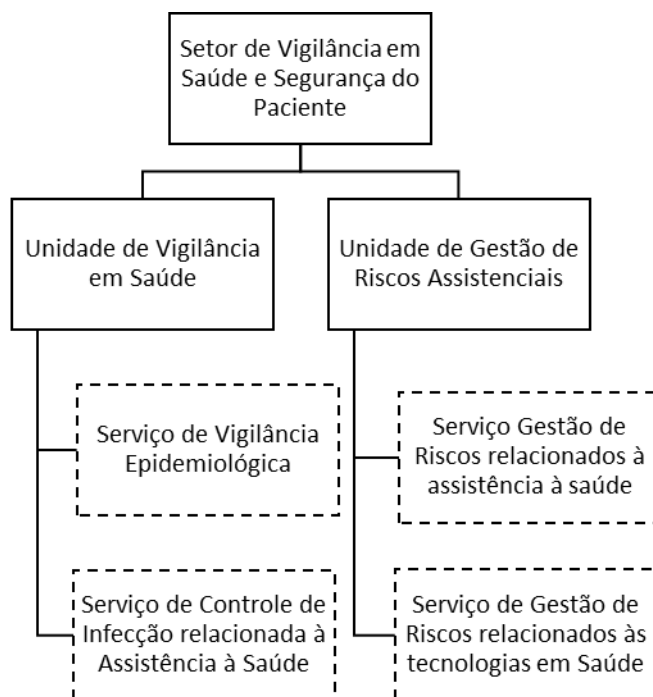 Setor de Vigilância em
Saúde e Segurança do
Paciente
Unidade de Vigilância
em Saúde
Unidade de Gestão de
Riscos Assistenciais
Serviço de Vigilância
Epidemiológica
Serviço Gestão de
Riscos relacionados à
assistência à saúde
Serviço de Controle de
Infecção relacionada à
Assistência à Saúde
Serviço de Gestão de
Riscos relacionados às
tecnologias em Saúde